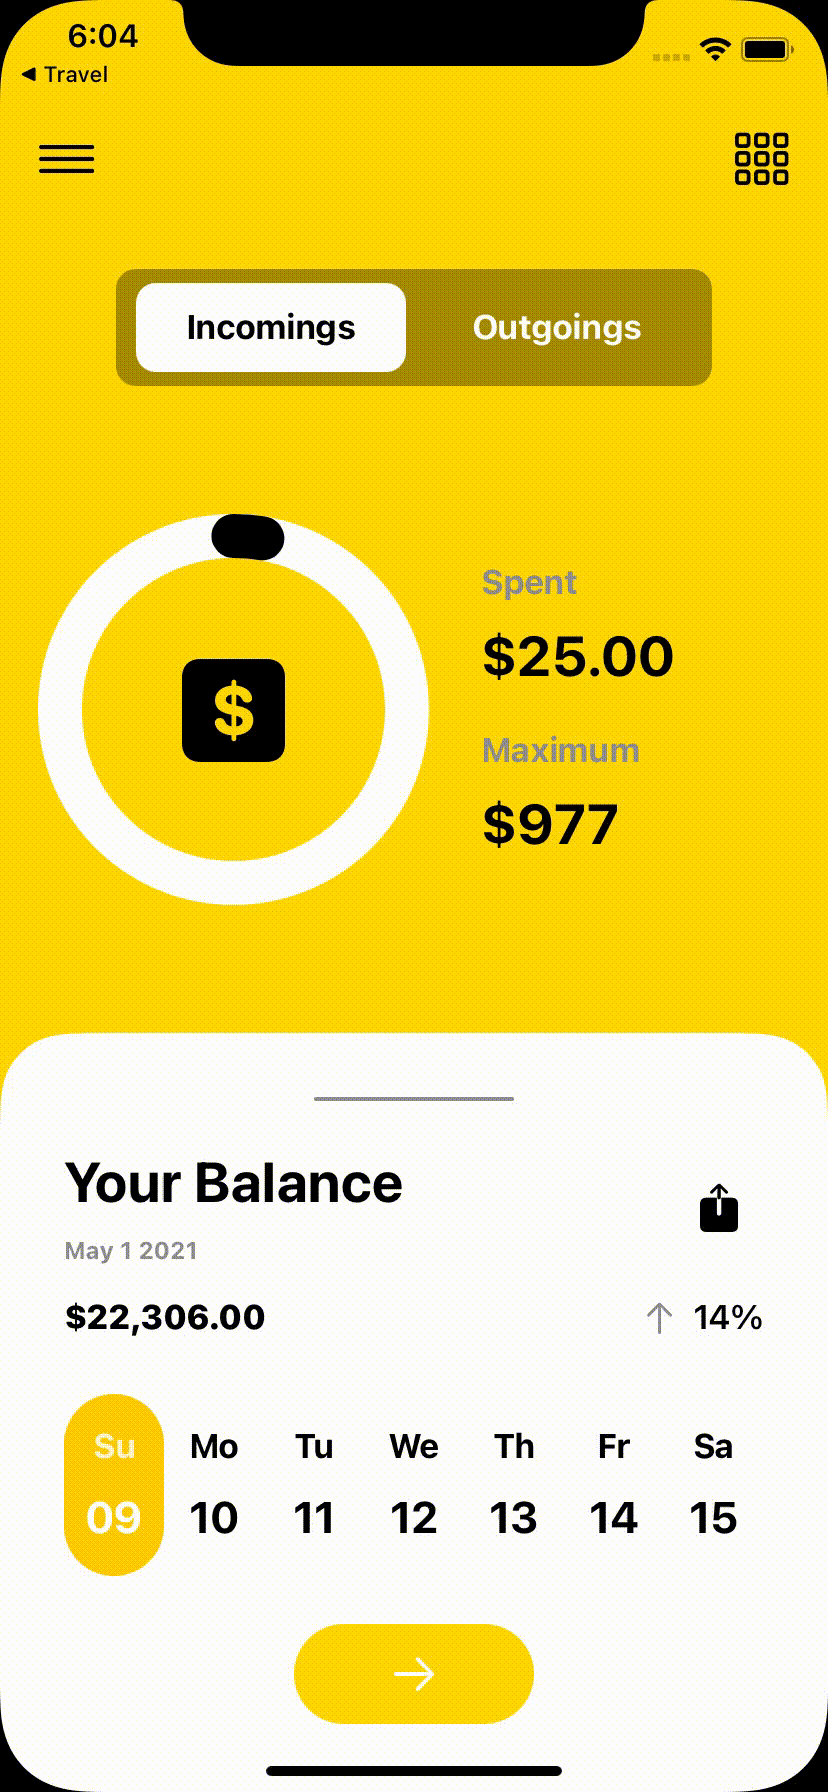 6:04
◀ Travel
Incomings Outgoings
$
Spent
$25.00
Maximum
$977
Your Balance
May 1 2021
$22,306.00 ↑ 14%
Su Mo Tu We Th Fr Sa
09 10 11 12 13 14 15